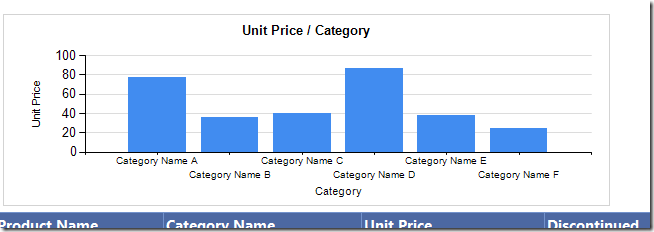 Unit Price / Category
100
80
60
40
20
0
Unit Price
Category Name A Category Name C Category Name E
Category Name B Category Name D Category Name F
Category
Product Name Category Name Unit Price Discontinued